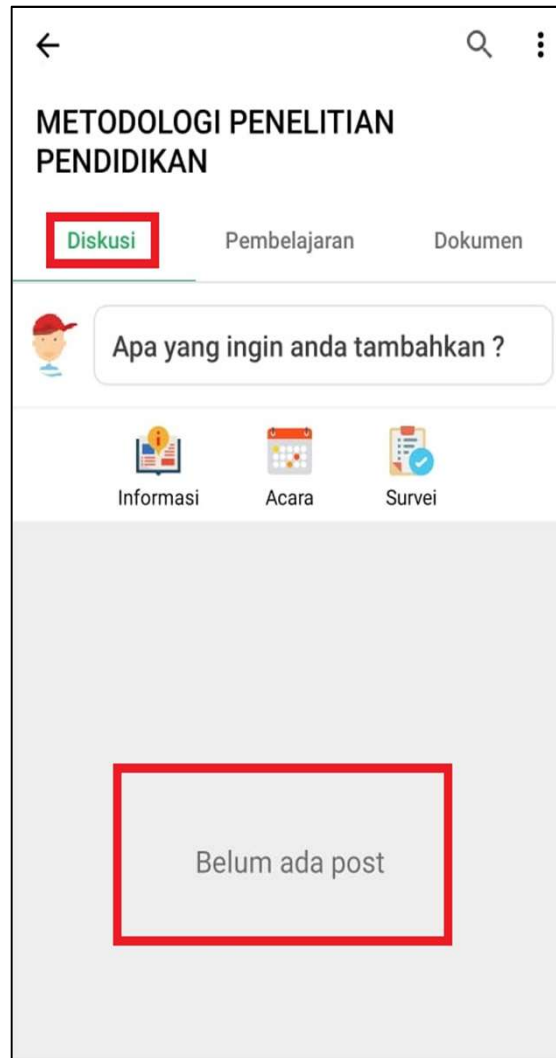 METODOLOGI PENELITIAN
PENDIDIKAN
Diskusi Pembelajaran Dokumen
Apa yang ingin anda tambahkan ?
Informasi Acara Survei
Belum ada post